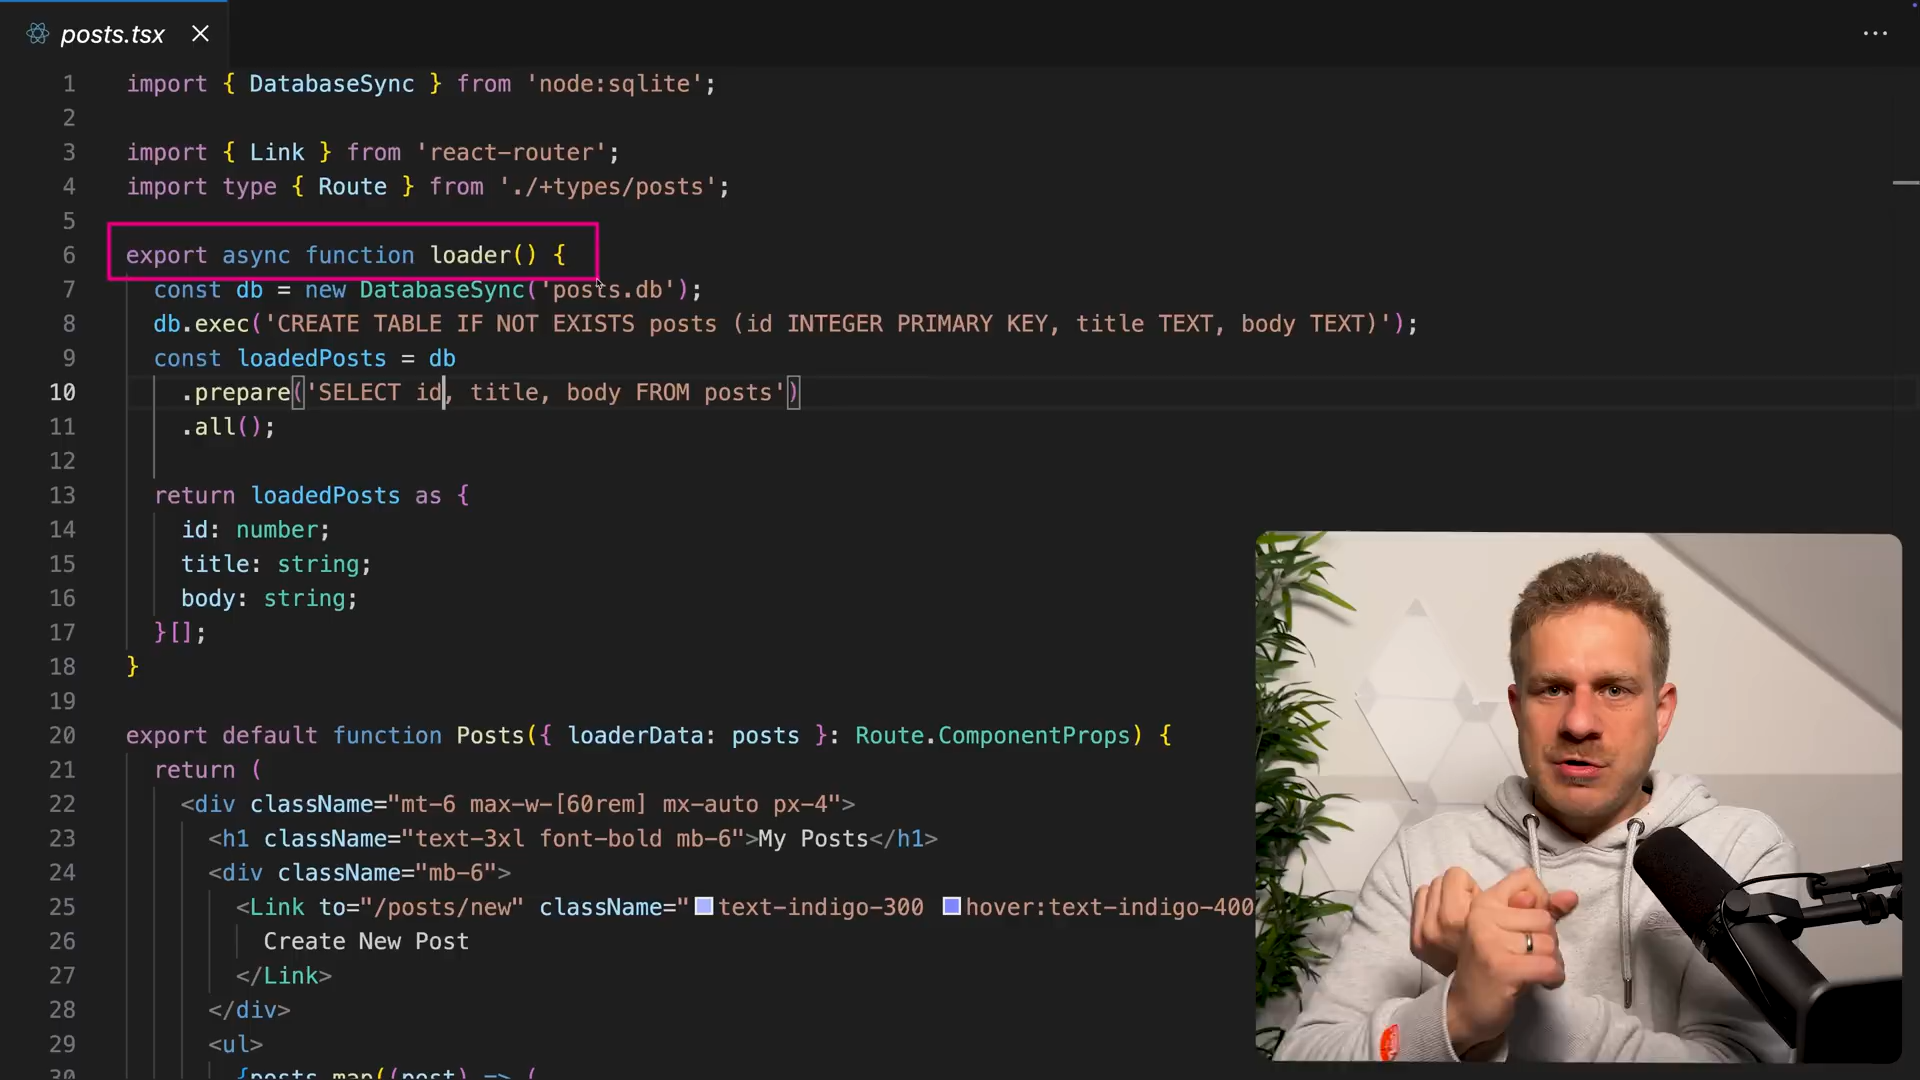 posts.tsx
1 import { DatabaseSync } from 'node:sqlite';
2
3 import { Link } from 'react-router';
4 import type { Route } from './+types/posts';
5
6 export async function loader() {
7 const db = new DatabaseSync('posts.db');
8 db.exec('CREATE TABLE IF NOT EXISTS posts (id INTEGER PRIMARY KEY, title TEXT, body TEXT)');
9 const loadedPosts = db
10 .prepare('SELECT id, title, body FROM posts')
11 .all();
12
13 return loadedPosts as {
14 id: number;
15 title: string;
16 body: string;
17 }[];
18 }
19
20 export default function Posts({ loaderData: posts }: Route.ComponentProps) {
21 return (
22 <div className="mt-6 max-w-[60rem] mx-auto px-4">
23 <h1 className="text-3xl font-bold mb-6">My Posts</h1>
24 <div className="mb-6">
25 <Link to="/posts/new" className="text-indigo-300 hover:text-indigo-400
26 Create New Post
27 </Link>
28 </div>
29 <ul>
30 {posts.map((post) => (